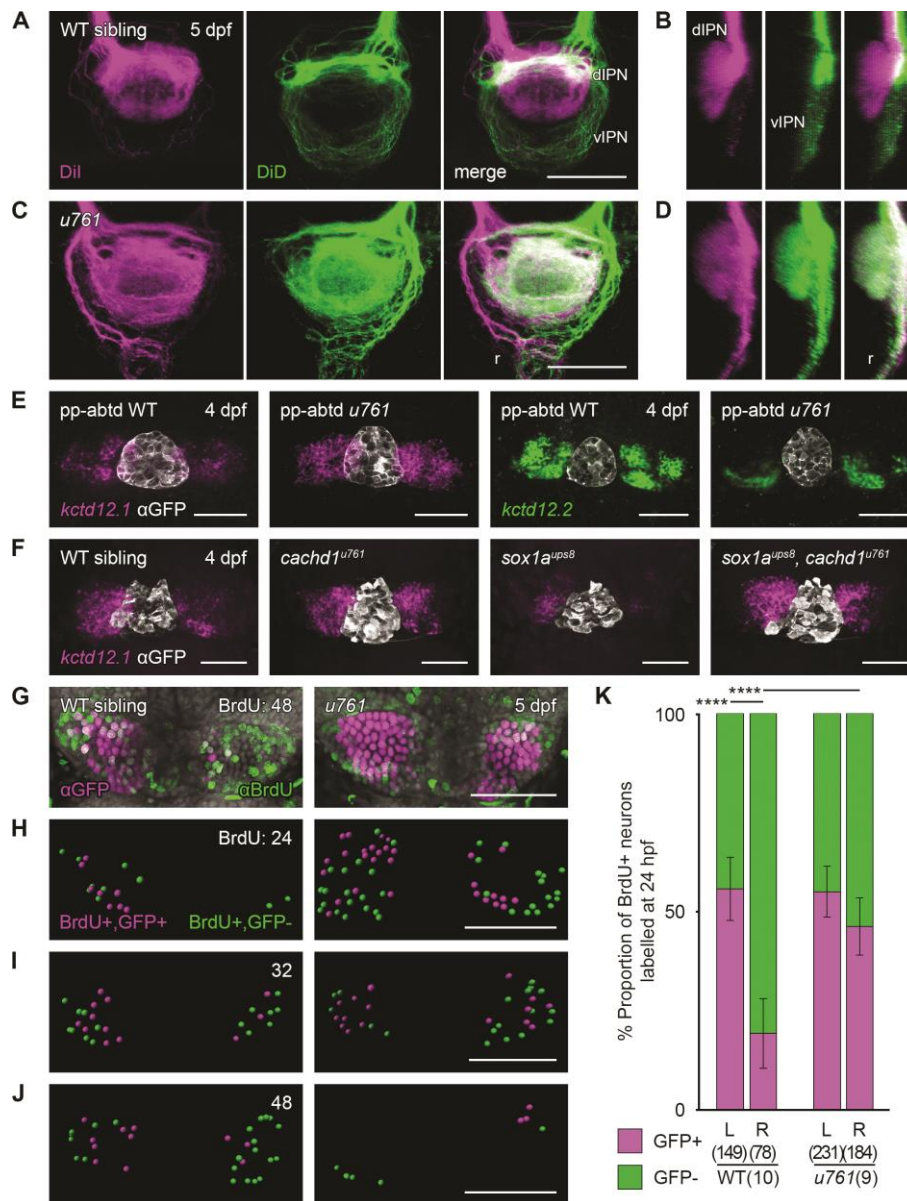 A
WT sibling 5 dpf
DiI
DiD
dIPN
vIPN
merge
B
dIPN
vIPN
C
u761
r
D
r
E
pp-abtd WT 4 dpf
kctd12.1 αGFP
pp-abtd u761
pp-abtd WT 4 dpf
kctd12.2
pp-abtd u761
F
WT sibling 4 dpf
kctd12.1 αGFP
cachd1u761
sox1aups8
sox1aups8, cachd1u761
G
WT sibling BrdU: 48
αGFP αBrdU
u761 5 dpf
H
BrdU: 24
BrdU+,GFP+ BrdU+,GFP-
I
32
J
48
K
**** ****
% Proportion of BrdU+ neurons
labelled at 24 hpf
100
50
0
L R L R
(149)(78) (231)(184)
WT(10) u761(9)
GFP+
GFP-